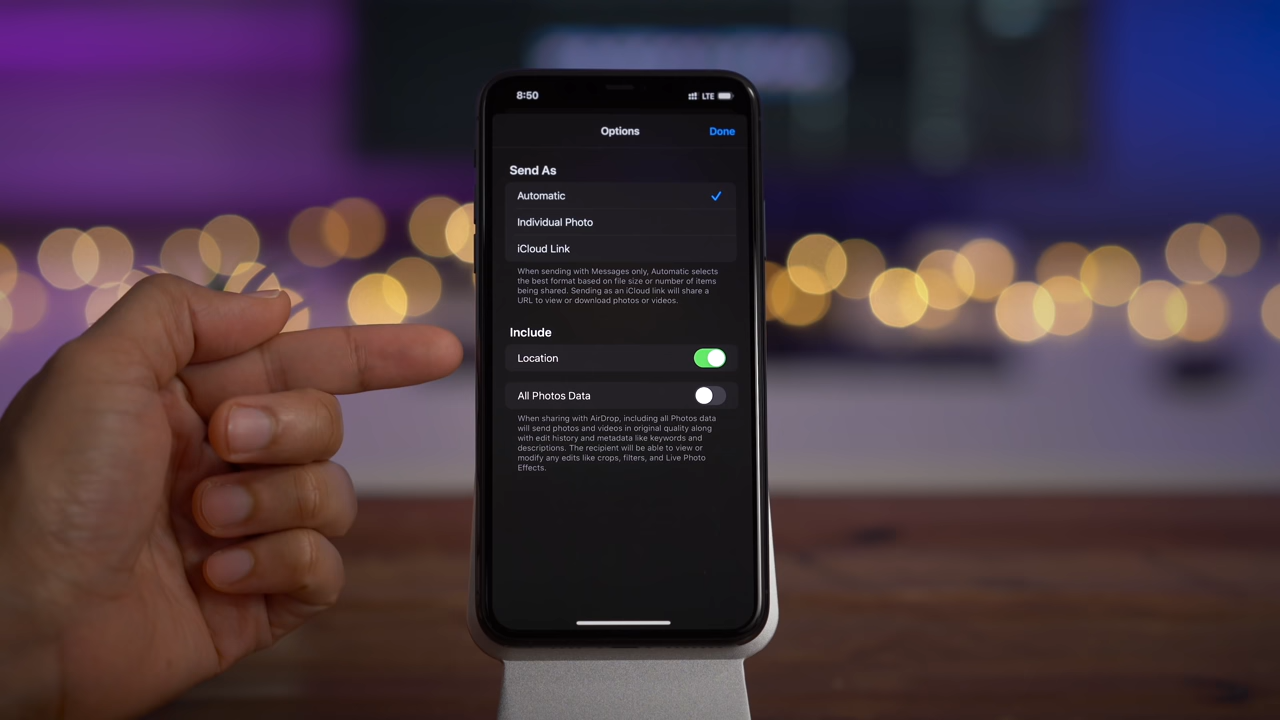 8:50 LTE
Options Done
Send As
Automatic
Individual Photo
iCloud Link
When sending with Messages only, Automatic selects
the best format based on file size or number of items
being shared. Sending as an iCloud link will share a
URL to view or download photos or videos.
Include
Location
All Photos Data
When sharing with AirDrop, including all Photos data
will send photos and videos in original quality along
with edit history and metadata like keywords and
descriptions. The recipient will be able to view or
modify any edits like crops, filters, and Live Photo
Effects.